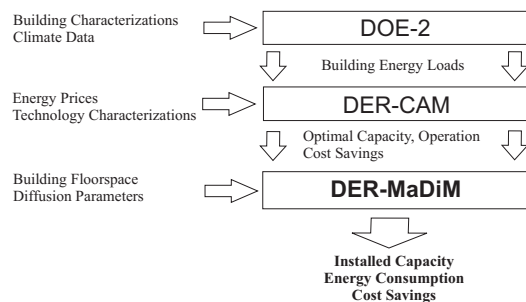 Building Characterizations
Climate Data
DOE-2
Building Energy Loads
Energy Prices
Technology Characterizations
DER-CAM
Optimal Capacity, Operation
Cost Savings
Building Floorspace
Diffusion Parameters
DER-MaDiM
Installed Capacity
Energy Consumption
Cost Savings